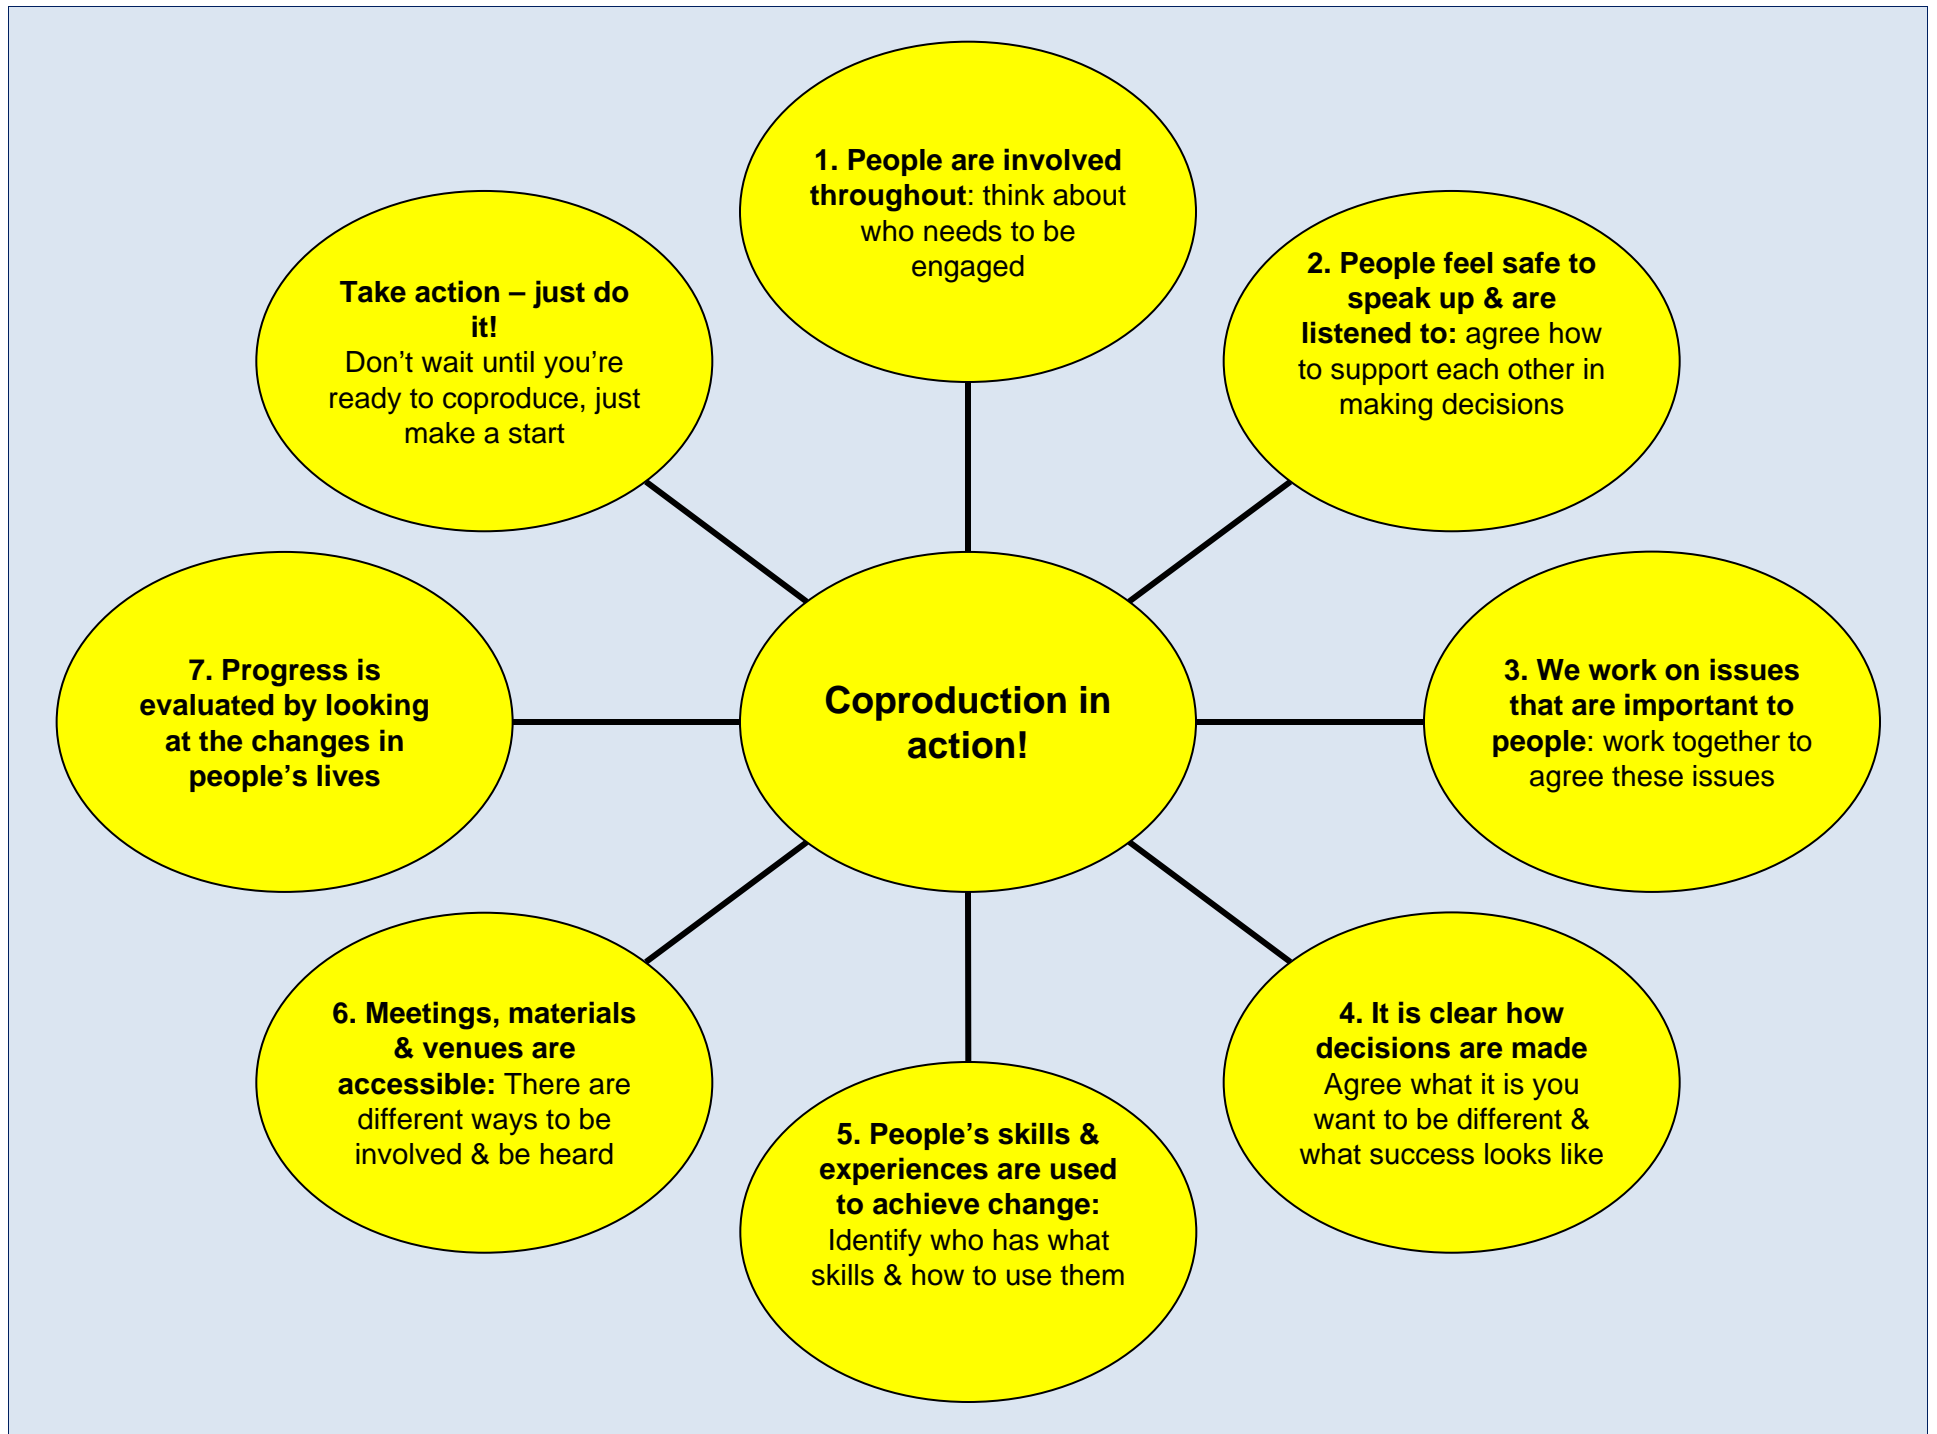 1. People are involved
throughout: think about
who needs to be
engaged
2. People feel safe to
speak up & are
listened to: agree how
to support each other in
making decisions
3. We work on issues
that are important to
people: work together to
agree these issues
4. It is clear how
decisions are made
Agree what it is you
want to be different &
what success looks like
5. People’s skills &
experiences are used
to achieve change:
Identify who has what
skills & how to use them
6. Meetings, materials
& venues are
accessible: There are
different ways to be
involved & be heard
7. Progress is
evaluated by looking
at the changes in
people’s lives
Take action – just do
it!
Don’t wait until you’re
ready to coproduce, just
make a start
Coproduction in
action!